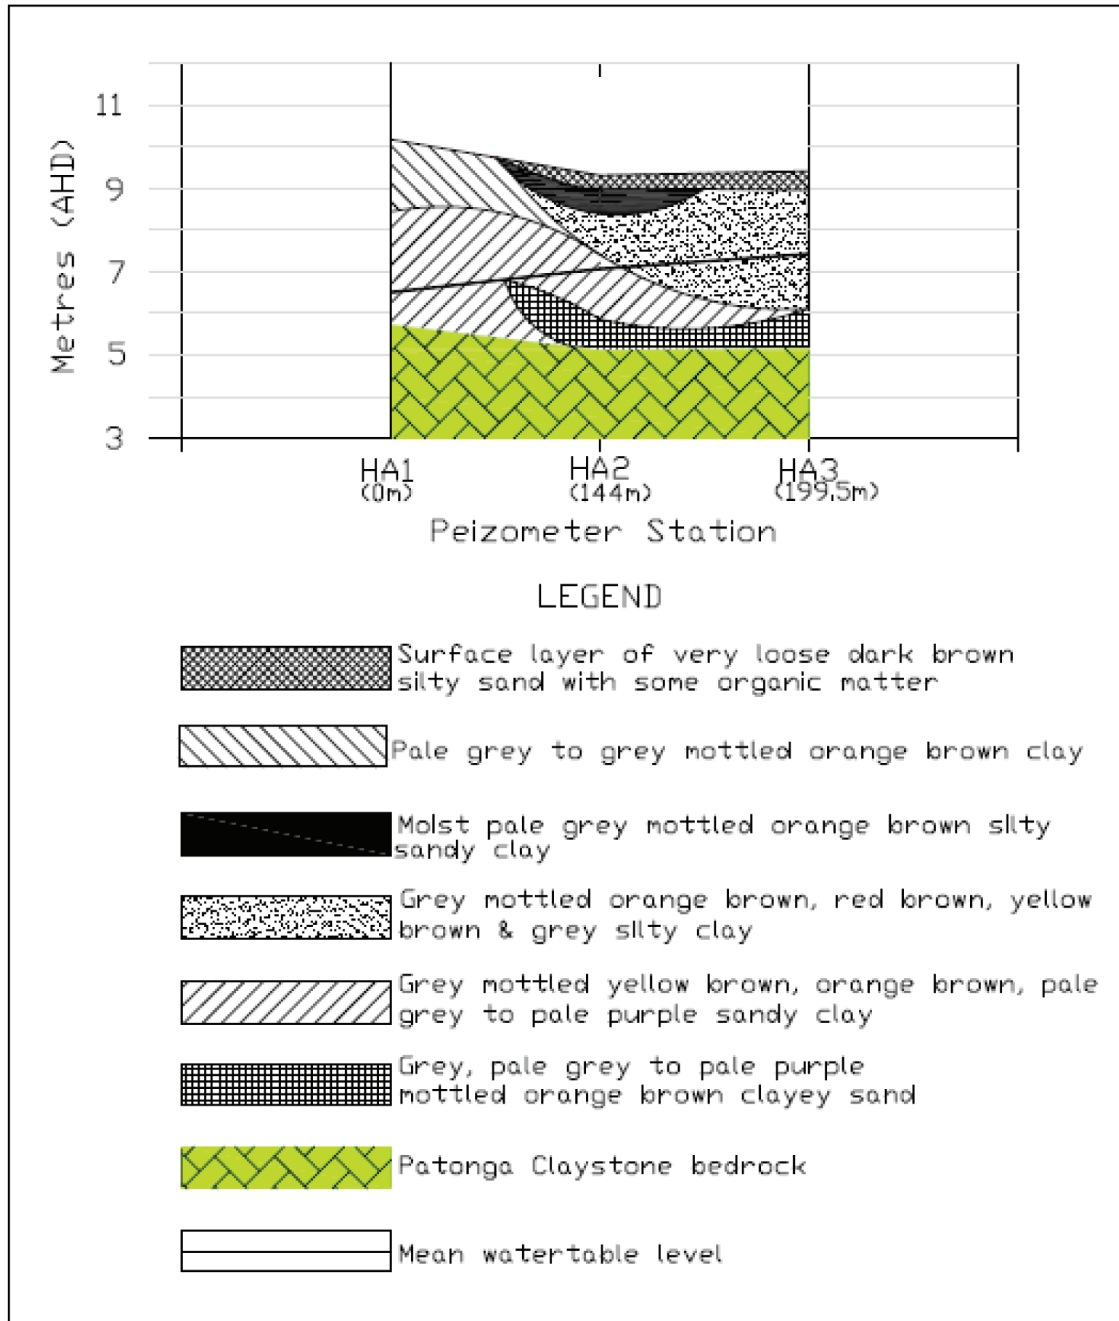 11
9
7
5
3
Metres (AHD)
HA1
(0m)
HA2
(144m)
HA3
(199.5m)
Peizometer Station
LEGEND
Surface layer of very loose dark brown
silty sand with some organic matter
Pale grey to grey mottled orange brown clay
Moist pale grey mottled orange brown silty
sandy clay
Grey mottled orange brown, red brown, yellow
brown & grey silty clay
Grey mottled yellow brown, orange brown, pale
grey to pale purple sandy clay
Grey, pale grey to pale purple
mottled orange brown clayey sand
Patonga Claystone bedrock
Mean watertable level